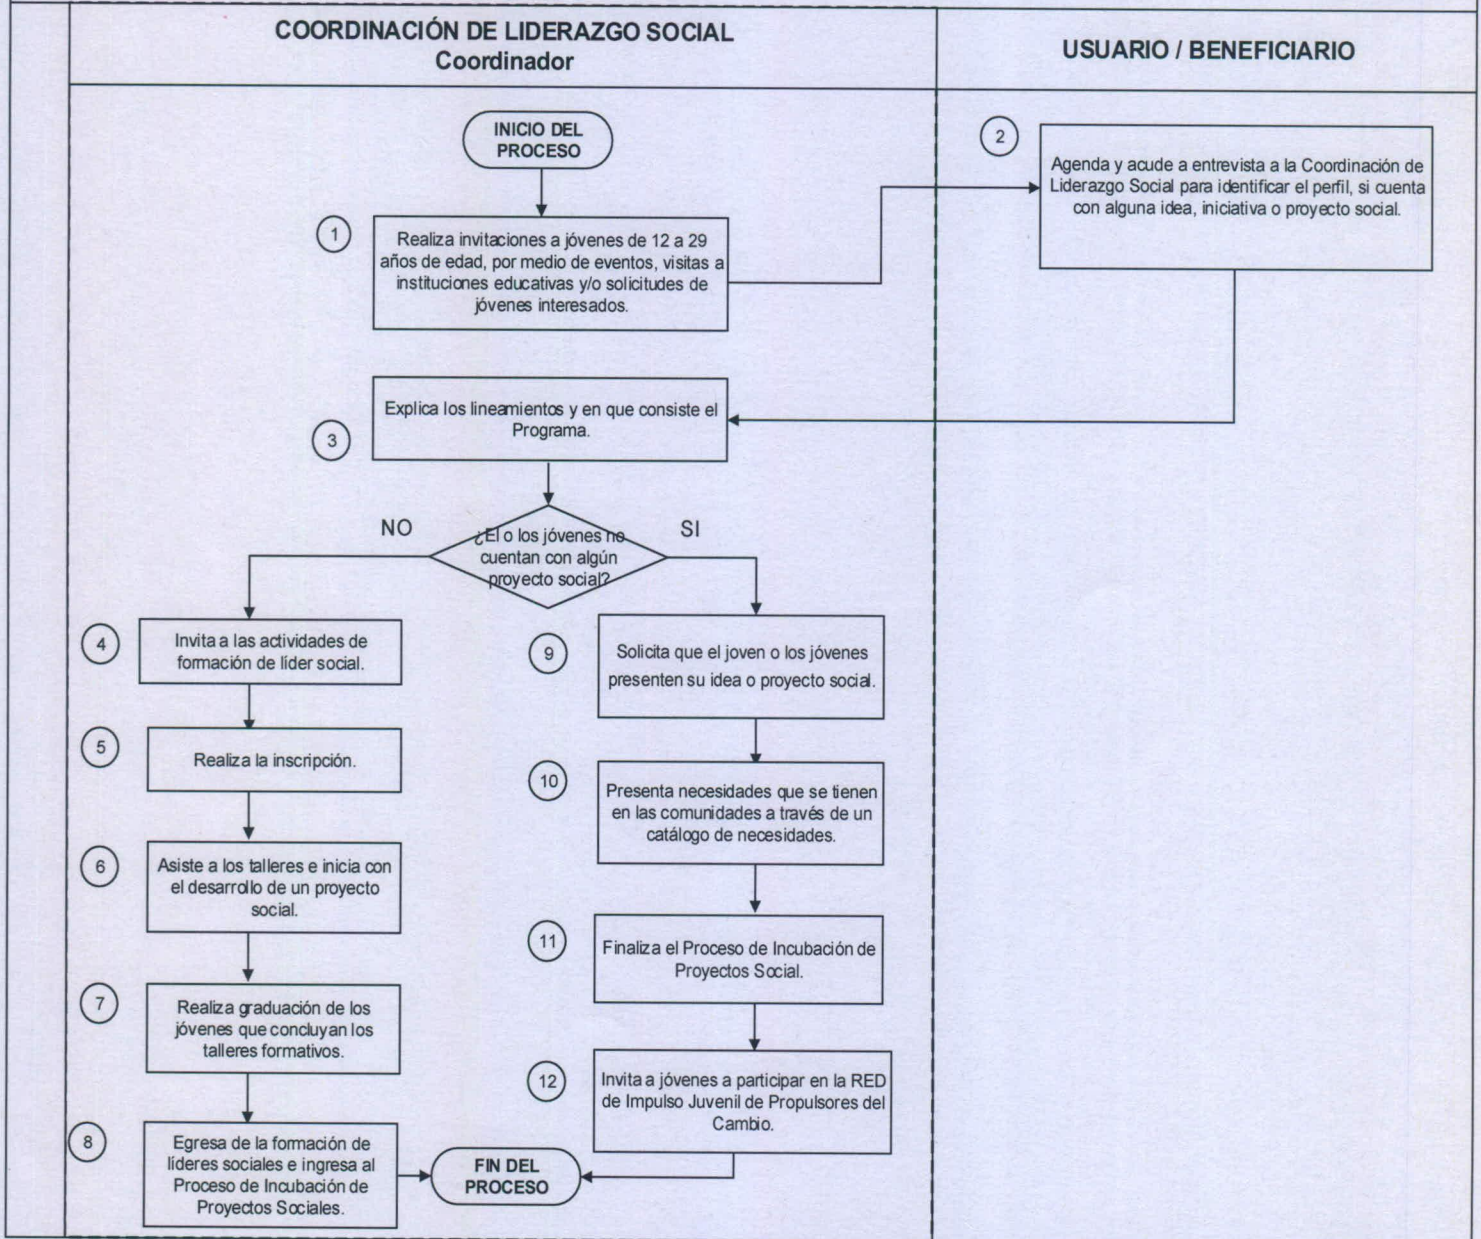 COORDINACIÓN DE LIDERAZGO SOCIAL
Coordinador
USUARIO / BENEFICIARIO
INICIO DEL
PROCESO
1
Realiza invitaciones a jóvenes de 12 a 29
años de edad, por medio de eventos, visitas a
instituciones educativas y/o solicitudes de
jóvenes interesados.
2
Agenda y acude a entrevista a la Coordinación de
Liderazgo Social para identificar el perfil, si cuenta
con alguna idea, iniciativa o proyecto social.
3
Explica los lineamientos y en que consiste el
Programa.
NO
¿El o los jóvenes no
cuentan con algún
proyecto social?
SI
4
Invita a las actividades de
formación de líder social.
5
Realiza la inscripción.
6
Asiste a los talleres e inicia con
el desarrollo de un proyecto
social.
7
Realiza graduación de los
jóvenes que concluyan los
talleres formativos.
8
Egresa de la formación de
líderes sociales e ingresa al
Proceso de Incubación de
Proyectos Sociales.
9
Solicita que el joven o los jóvenes
presenten su idea o proyecto social.
10
Presenta necesidades que se tienen
en las comunidades a través de un
catálogo de necesidades.
11
Finaliza el Proceso de Incubación de
Proyectos Social.
12
Invita a jóvenes a participar en la RED
de Impulso Juvenil de Propulsores del
Cambio.
FIN DEL
PROCESO